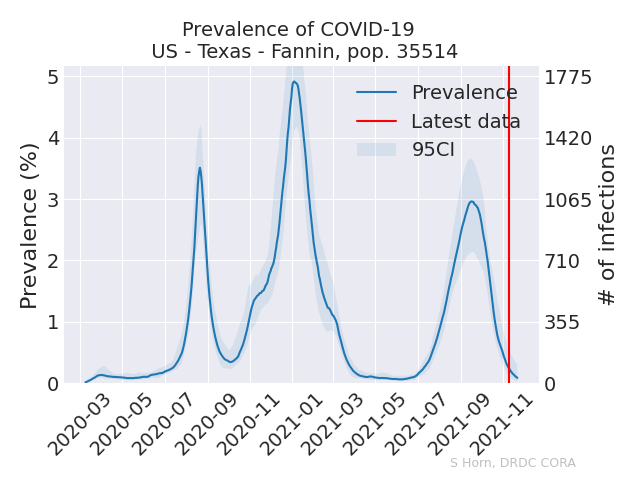 Prevalence of COVID-19
US - Texas - Fannin, pop. 35514
Prevalence (%)
5
4
3
2
1
0
1775
1420
1065
710
355
0
# of infections
Prevalence
Latest data
95CI
2020-03
2020-05
2020-07
2020-09
2020-11
2021-01
2021-03
2021-05
2021-07
2021-09
2021-11
S Horn, DRDC CORA